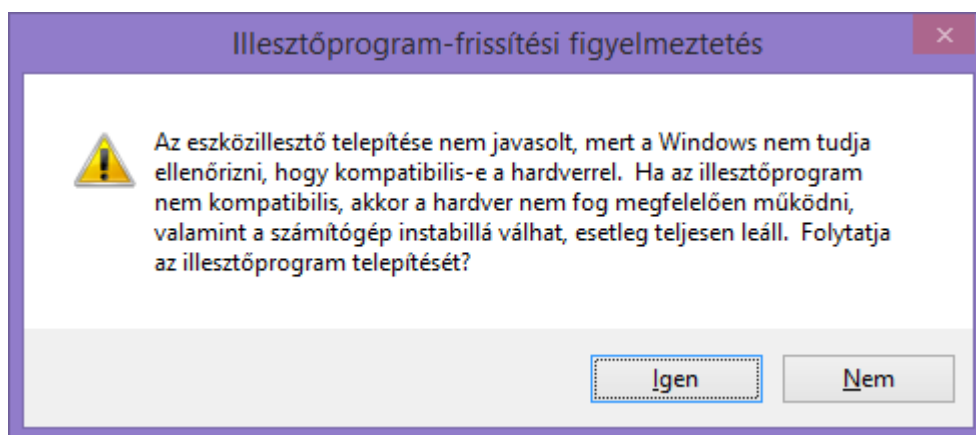 Illesztőprogram-frissítési figyelmeztetés
Az eszközillesztő telepítése nem javasolt, mert a Windows nem tudja
ellenőrizni, hogy kompatibilis-e a hardverrel.  Ha az illesztőprogram
nem kompatibilis, akkor a hardver nem fog megfelelően működni,
valamint a számítógép instabillá válhat, esetleg teljesen leáll.  Folytatja
az illesztőprogram telepítését?
Igen
Nem